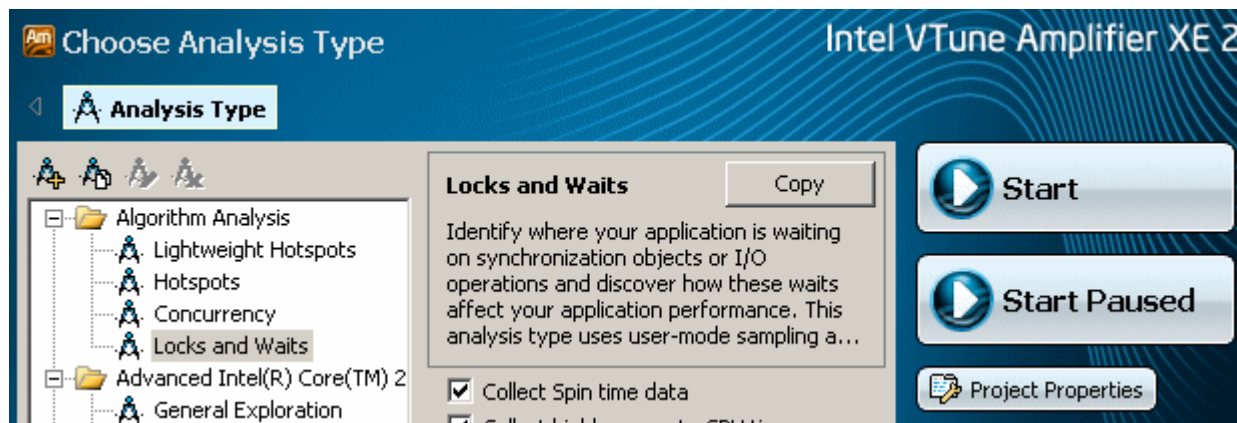 Am Choose Analysis Type
Intel VTune Amplifier XE 2
Analysis Type
Algorithm Analysis
Lightweight Hotspots
Hotspots
Concurrency
Locks and Waits
Advanced Intel(R) Core(TM) 2
General Exploration
Locks and Waits
Copy
Identify where your application is waiting
on synchronization objects or I/O
operations and discover how these waits
affect your application performance. This
analysis type uses user-mode sampling a...
Collect Spin time data
Start
Start Paused
Project Properties